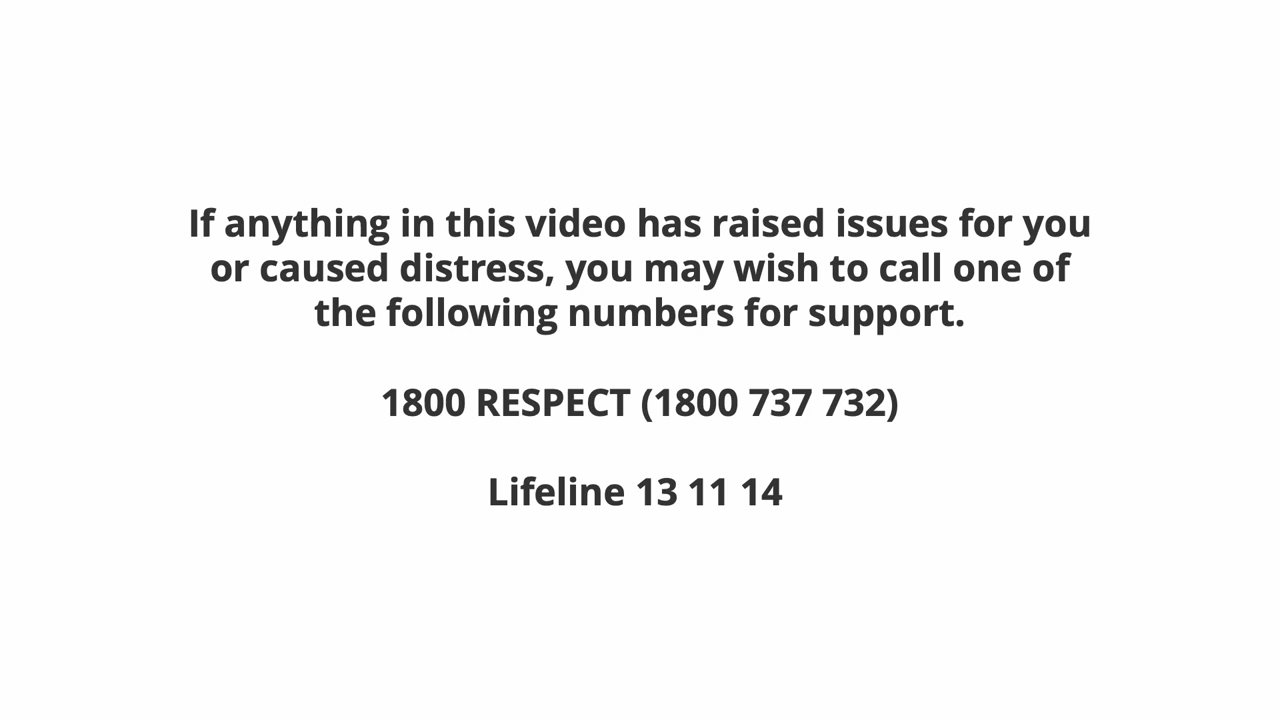 If anything in this video has raised issues for you
or caused distress, you may wish to call one of
the following numbers for support.
1800 RESPECT (1800 737 732)
Lifeline 13 11 14